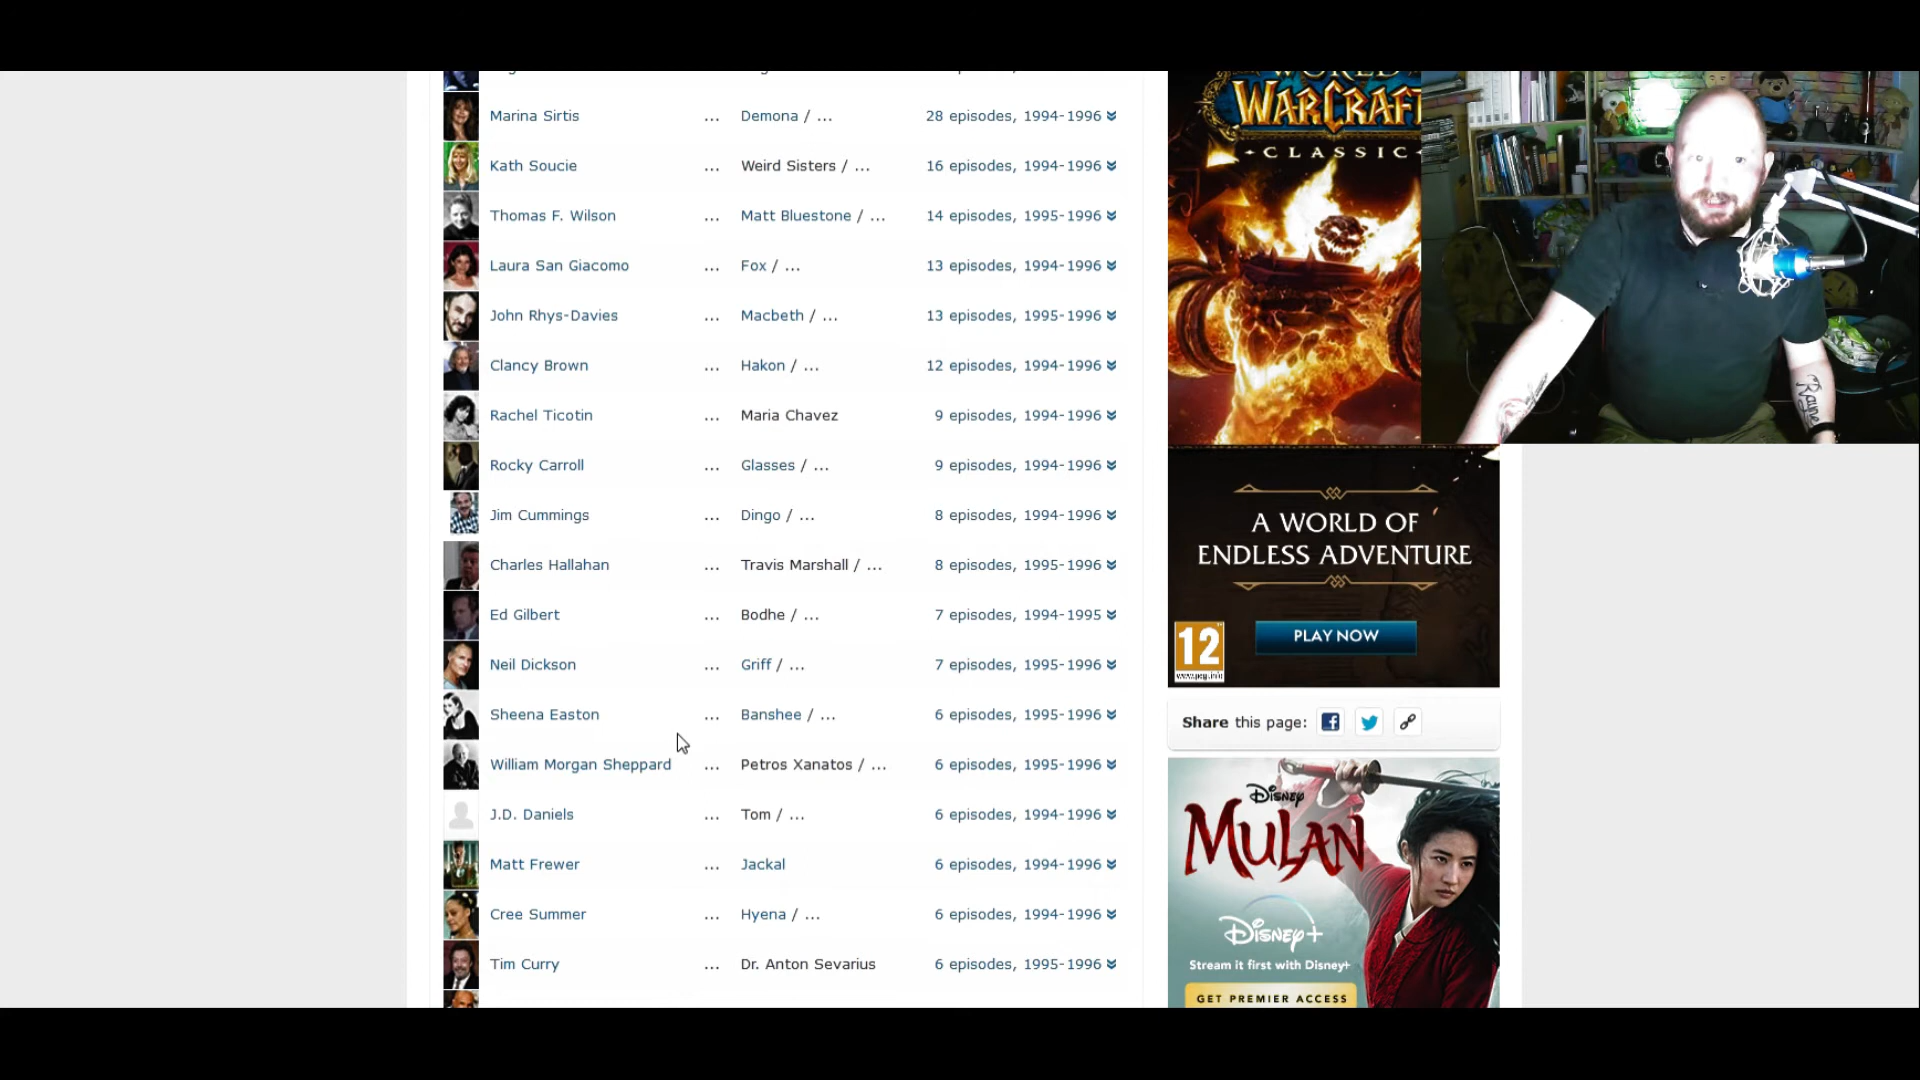 Marina Sirtis ... Demona / ... 28 episodes, 1994-1996
Kath Soucie ... Weird Sisters / ... 16 episodes, 1994-1996
Thomas F. Wilson ... Matt Bluestone / ... 14 episodes, 1995-1996
Laura San Giacomo ... Fox / ... 13 episodes, 1994-1996
John Rhys-Davies ... Macbeth / ... 13 episodes, 1995-1996
Clancy Brown ... Hakon / ... 12 episodes, 1994-1996
Rachel Ticotin ... Maria Chavez 9 episodes, 1994-1996
Rocky Carroll ... Glasses / ... 9 episodes, 1994-1996
Jim Cummings ... Dingo / ... 8 episodes, 1994-1996
Charles Hallahan ... Travis Marshall / ... 8 episodes, 1995-1996
Ed Gilbert ... Bodhe / ... 7 episodes, 1994-1995
Neil Dickson ... Griff / ... 7 episodes, 1995-1996
Sheena Easton ... Banshee / ... 6 episodes, 1995-1996
William Morgan Sheppard ... Petros Xanatos / ... 6 episodes, 1995-1996
J.D. Daniels ... Tom / ... 6 episodes, 1994-1996
Matt Frewer ... Jackal 6 episodes, 1994-1996
Cree Summer ... Hyena / ... 6 episodes, 1994-1996
Tim Curry ... Dr. Anton Sevarius 6 episodes, 1995-1996
WORLD
WARCRAFT
CLASSIC
A WORLD OF
ENDLESS ADVENTURE
PLAY NOW
12
www.pegi.info
Share this page:
Disney
MULAN
Disney+
Stream it first with Disney+
GET PREMIER ACCESS
Rayne